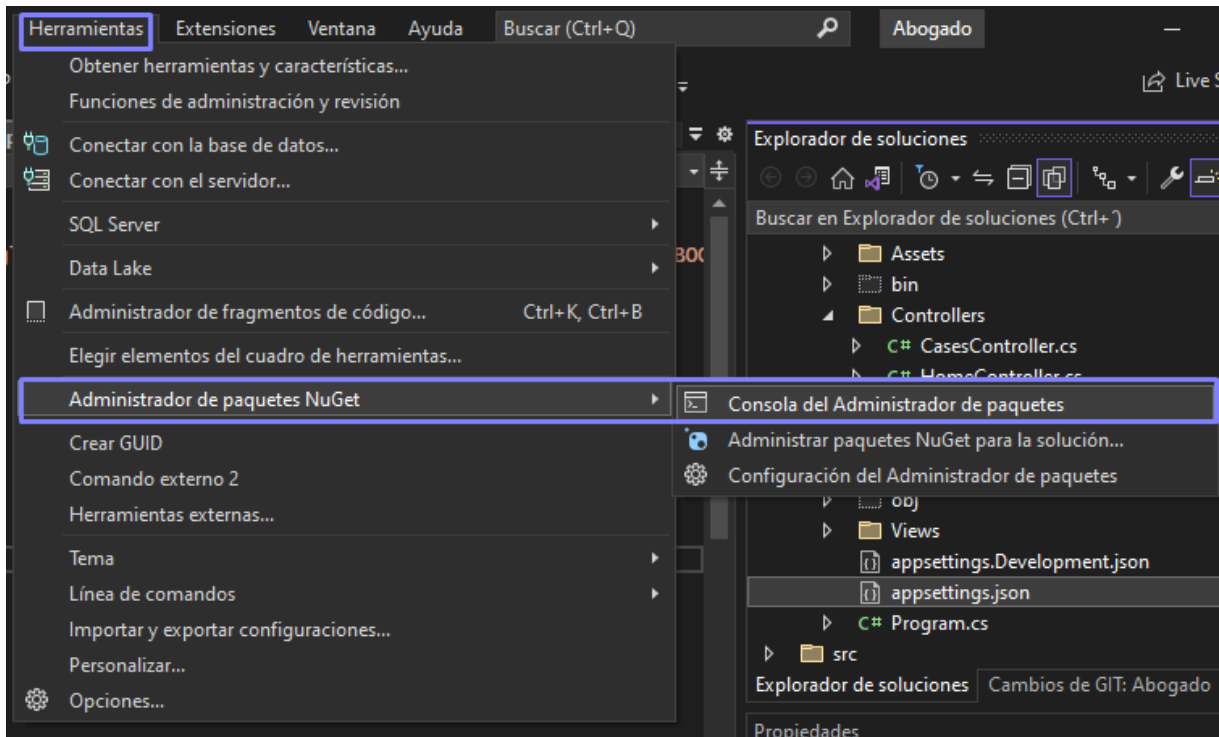 Herramientas Extensiones Ventana Ayuda Buscar (Ctrl+Q) Abogado
Obtener herramientas y características...
Funciones de administración y revisión
Conectar con la base de datos...
Conectar con el servidor...
SQL Server
Data Lake
Administrador de fragmentos de código... Ctrl+K, Ctrl+B
Elegir elementos del cuadro de herramientas...
Administrador de paquetes NuGet
Crear GUID
Comando externo 2
Herramientas externas...
Tema
Línea de comandos
Importar y exportar configuraciones...
Personalizar...
Opciones...
Consola del Administrador de paquetes
Administrar paquetes NuGet para la solución...
Configuración del Administrador de paquetes
Live S
Explorador de soluciones
Buscar en Explorador de soluciones (Ctrl+´)
Assets
bin
Controllers
C# CasesController.cs
C# HomeController.cs
obj
Views
appsettings.Development.json
appsettings.json
C# Program.cs
src
Explorador de soluciones Cambios de GIT: Abogado
Propiedades